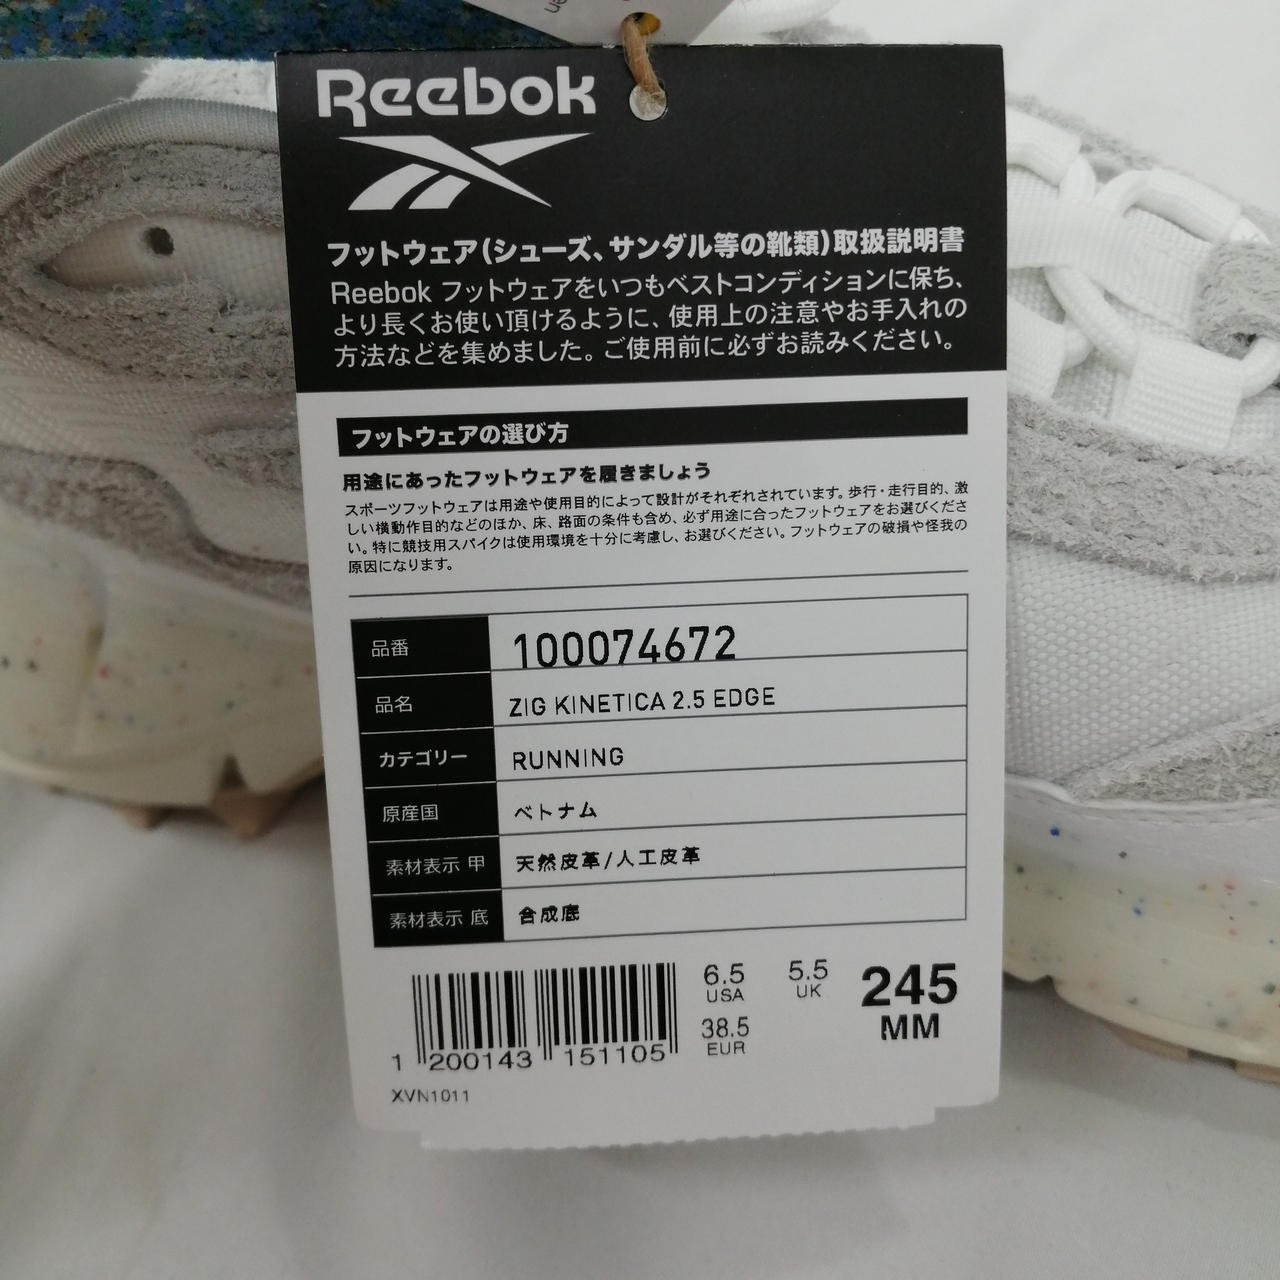 en
Reebok
フットウェア(シューズ、サンダル等の靴類)取扱説明書
Reebok フットウェアをいつもベストコンディションに保ち、
より長くお使い頂けるように、使用上の注意やお手入れの
方法などを集めました。ご使用前に必ずお読みください。
フットウェアの選び方
用途にあったフットウェアを履きましょう
スポーツフットウェアは用途や使用目的によって設計がそれぞれされています。歩行・走行目的、激
しい横動作目的などのほか、床、路面の条件も含め、必ず用途に合ったフットウェアをお選びくださ
い。特に競技用スパイクは使用環境を十分に考慮し、お選びください。フットウェアの破損や怪我の
原因になります。
品番 100074672
品名 ZIG KINETICA 2.5 EDGE
カテゴリー RUNNING
原産国 ベトナム
素材表示 甲 天然皮革/人工皮革
素材表示 底 合成底
6.5 5.5 245
USA UK MM
38.5
EUR
1 200143 151105
XVN1011